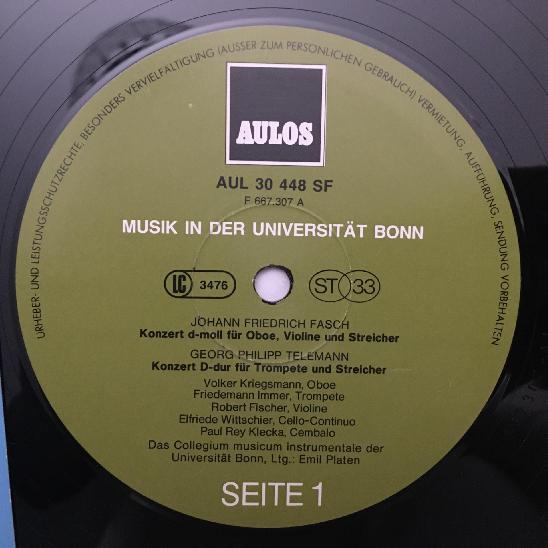 URHEBER- UND LEISTUNGSSCHUTZRECHTE, BESONDERS VERVIELFÄLTIGUNG (AUSSER ZUM PERSÖNLICHEN GEBRAUCH) VERMIETUNG, AUFFÜHRUNG, SENDUNG VORBEHALTEN
AULOS
AUL 30 448 SF
F 667.307 A
MUSIK IN DER UNIVERSITÄT BONN
LC 3476 ST 33
JOHANN FRIEDRICH FASCH
Konzert d-moll für Oboe, Violine und Streicher
GEORG PHILIPP TELEMANN
Konzert D-dur für Trompete und Streicher
Volker Kriegsmann, Oboe
Friedemann Immer, Trompete
Robert Fischer, Violine
Elfriede Wittschier, Cello-Continuo
Paul Rey Klecka, Cembalo
Das Collegium musicum instrumentale der
Universität Bonn, Ltg.: Emil Platen
SEITE 1